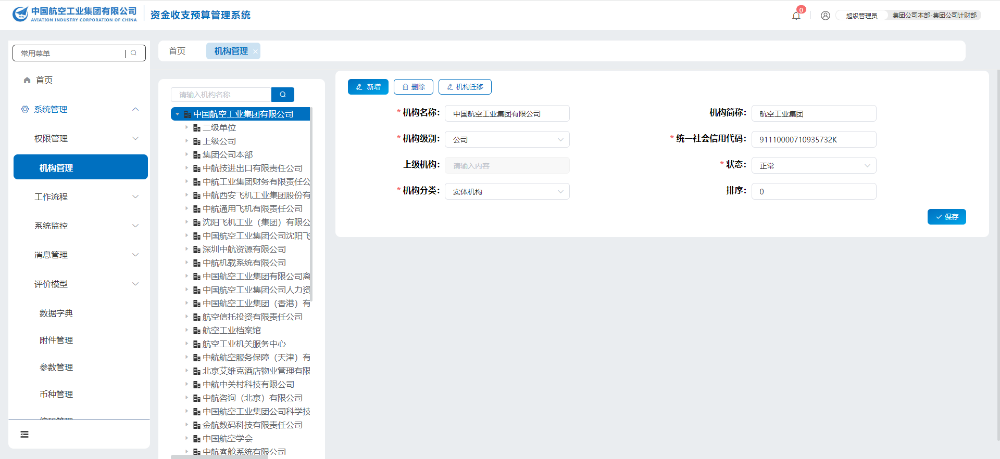 中国航空工业集团有限公司
AVIATION INDUSTRY CORPORATION OF CHINA
资金收支预算管理系统
0
超级管理员
集团公司本部-集团公司计财部
常用菜单
首页
系统管理
权限管理
机构管理
工作流程
系统监控
消息管理
评价模型
数据字典
附件管理
参数管理
币种管理
编码管理
首页
机构管理
请输入机构名称
中国航空工业集团有限公司
二级单位
上级公司
集团公司本部
中航技进出口有限责任公司
中航工业集团财务有限责任公
中航西安飞机工业集团股份有
中航通用飞机有限责任公司
沈阳飞机工业（集团）有限公
中国航空工业集团公司沈阳飞
深圳中航资源有限公司
中航机载系统有限公司
中国航空工业集团有限公司离
中国航空工业集团公司人力资
中国航空工业集团（香港）有
航空信托投资有限责任公司
航空工业档案馆
航空工业机关服务中心
中航航空服务保障（天津）有
北京艾维克酒店物业管理有限
中航中关村科技有限公司
中航咨询（北京）有限公司
中国航空工业集团公司科学技
金航数码科技有限责任公司
中国航空学会
中航客舱系统有限公司
新增
删除
机构迁移
*机构名称：
中国航空工业集团有限公司
机构简称：
航空工业集团
*机构级别：
公司
*统一社会信用代码：
91110000710935732K
上级机构：
请输入内容
*状态：
正常
*机构分类：
实体机构
排序：
0
保存